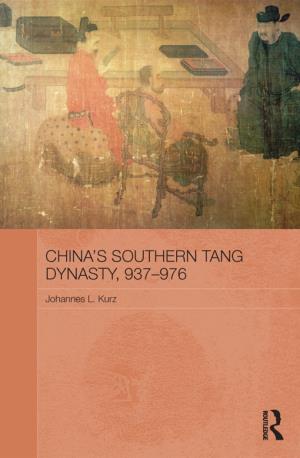 CHINA'S SOUTHERN TANG
DYNASTY, 937–976
Johannes L. Kurz
ROUTLEDGE